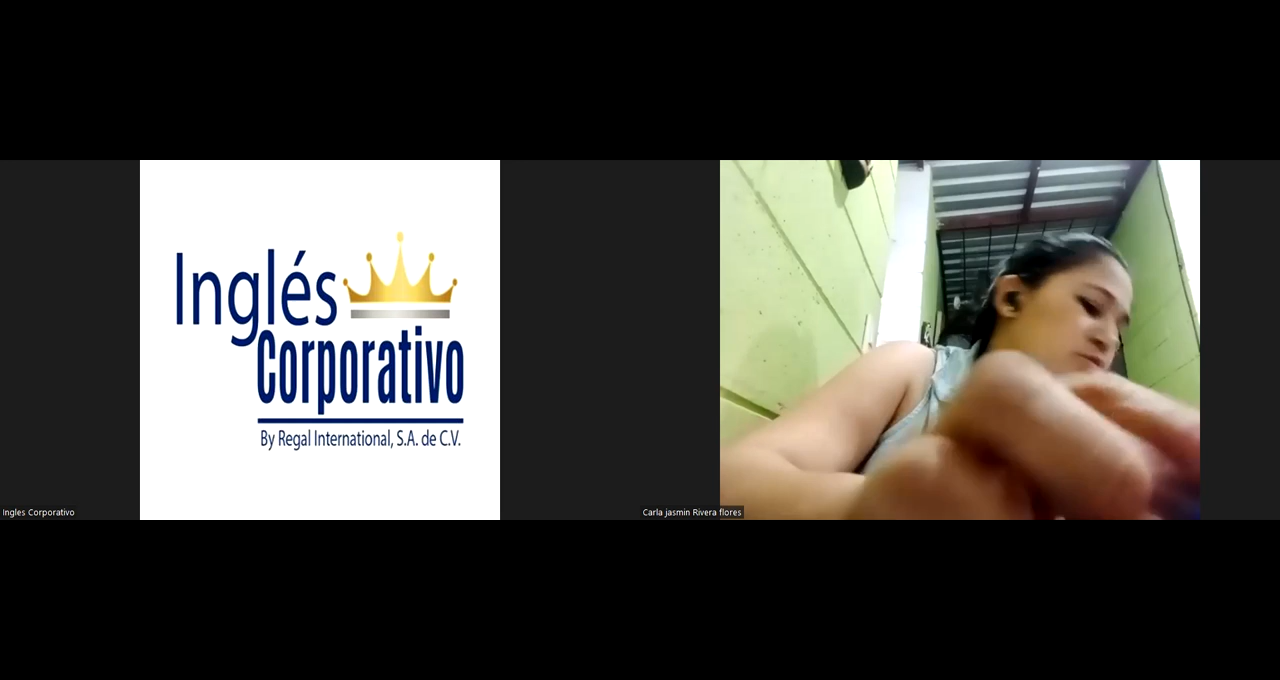 Inglés
Corporativo
By Regal International, S.A. de C.V.
Ingles Corporativo
Carla jasmin Rivera flores